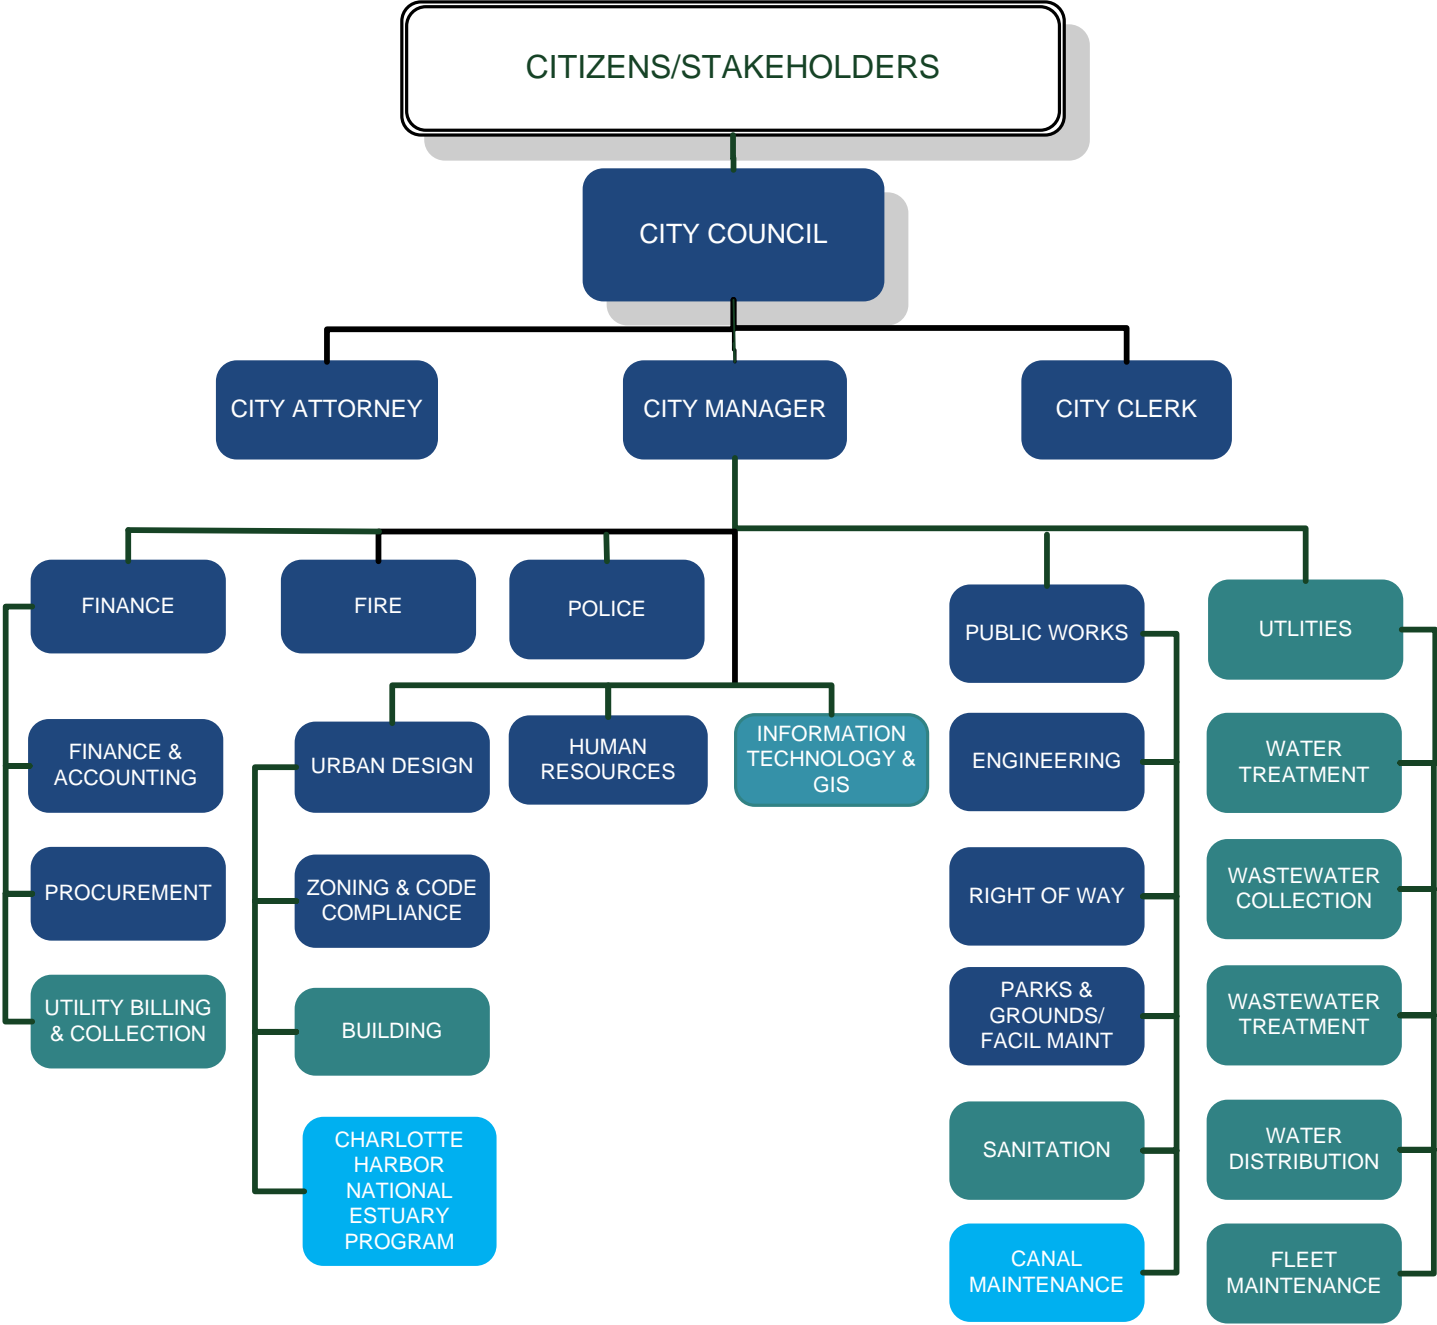 CITIZENS/STAKEHOLDERS
CITY COUNCIL
CITY ATTORNEY
CITY MANAGER
CITY CLERK
FINANCE
FIRE
POLICE
PUBLIC WORKS
UTLITIES
FINANCE &
ACCOUNTING
URBAN DESIGN
HUMAN
RESOURCES
INFORMATION
TECHNOLOGY &
GIS
ENGINEERING
WATER
TREATMENT
PROCUREMENT
ZONING & CODE
COMPLIANCE
RIGHT OF WAY
WASTEWATER
COLLECTION
UTILITY BILLING
& COLLECTION
BUILDING
PARKS &
GROUNDS/
FACIL MAINT
WASTEWATER
TREATMENT
CHARLOTTE
HARBOR
NATIONAL
ESTUARY
PROGRAM
SANITATION
WATER
DISTRIBUTION
CANAL
MAINTENANCE
FLEET
MAINTENANCE